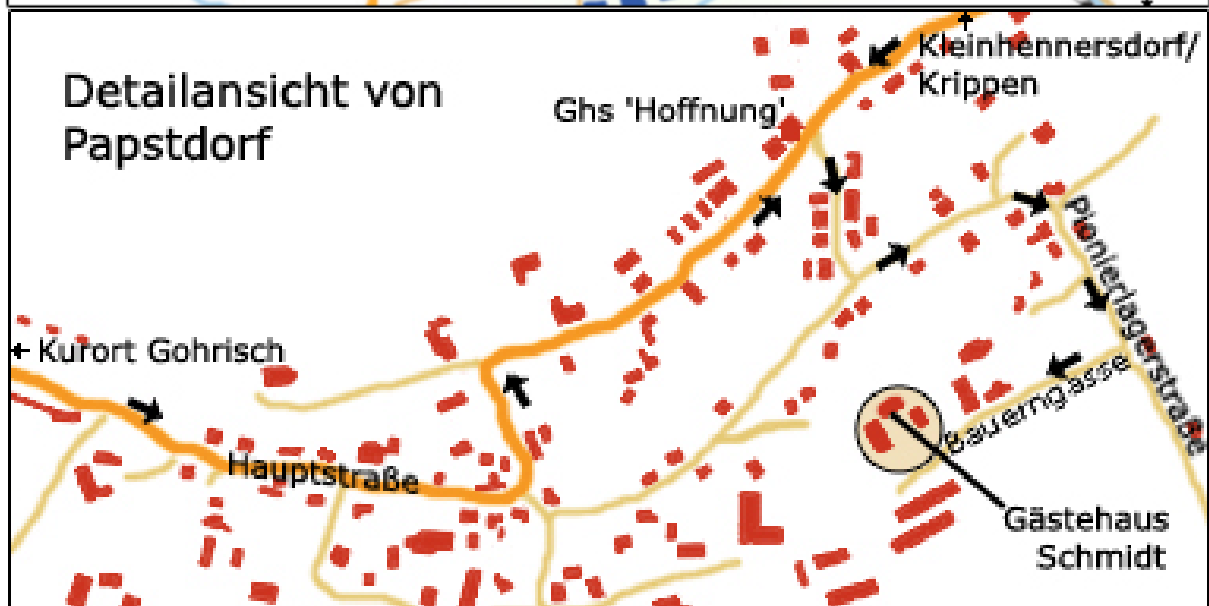 Detailansicht von
Papstdorf
Kleinhennersdorf/
Krippen
Ghs 'Hoffnung'
Pionierlagerstraße
Kurort Gohrisch
Bauerngasse
Hauptstraße
Gästehaus
Schmidt